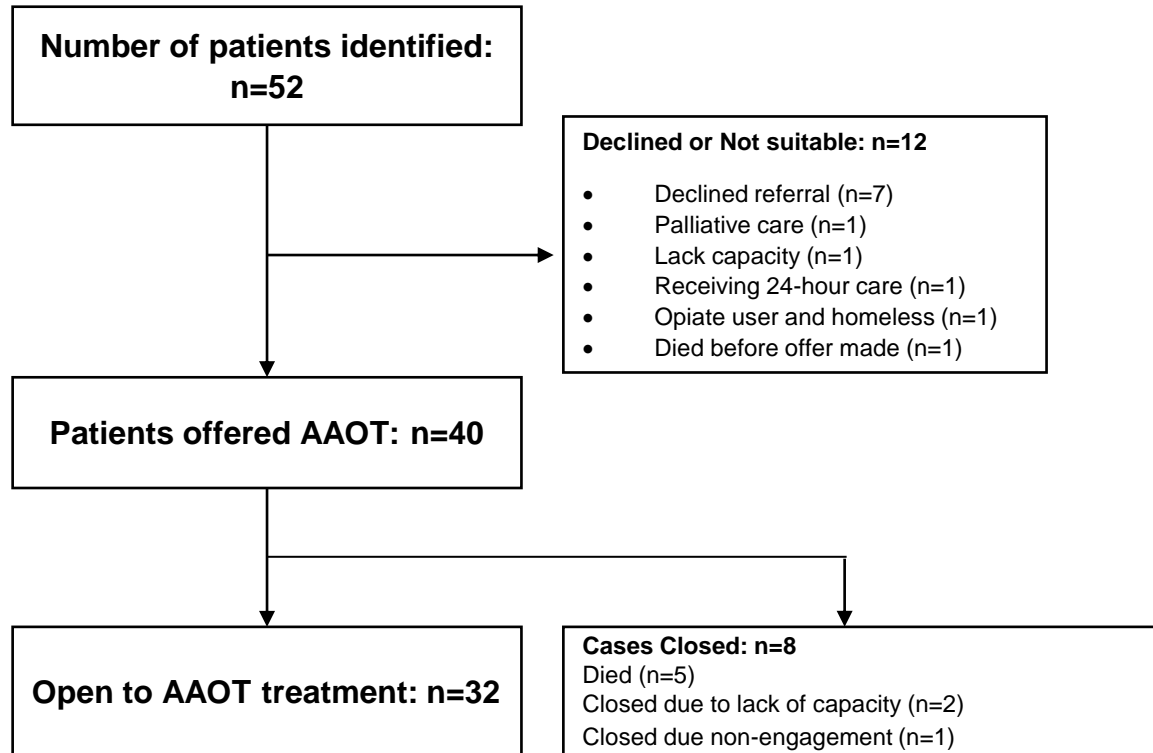 Number of patients identified:
n=52
Declined or Not suitable: n=12
• Declined referral (n=7)
• Palliative care (n=1)
• Lack capacity (n=1)
• Receiving 24-hour care (n=1)
• Opiate user and homeless (n=1)
• Died before offer made (n=1)
Patients offered AAOT: n=40
Open to AAOT treatment: n=32
Cases Closed: n=8
Died (n=5)
Closed due to lack of capacity (n=2)
Closed due non-engagement (n=1)